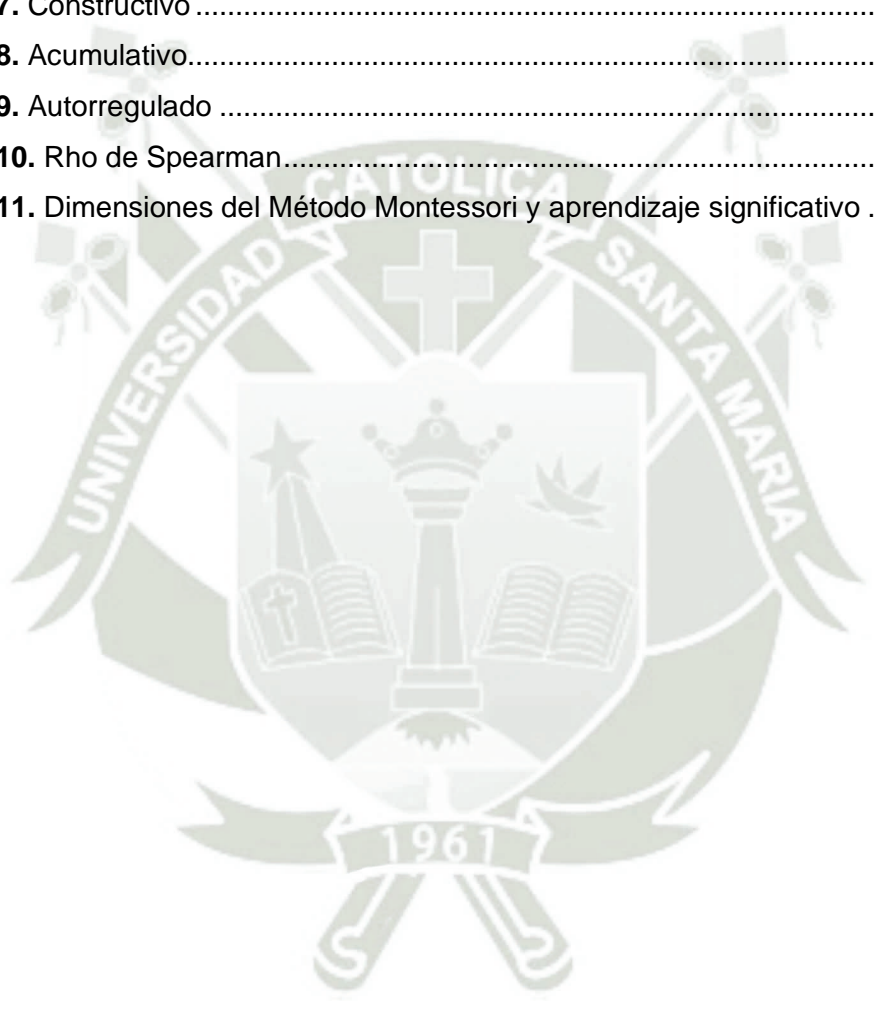 7. Constructivo ........................................................................................
8. Acumulativo.........................................................................................
9. Autorregulado .....................................................................................
10. Rho de Spearman.............................................................................
11. Dimensiones del Método Montessori y aprendizaje significativo .
UNIVERSIDAD CATOLICA SANTA MARIA
1961